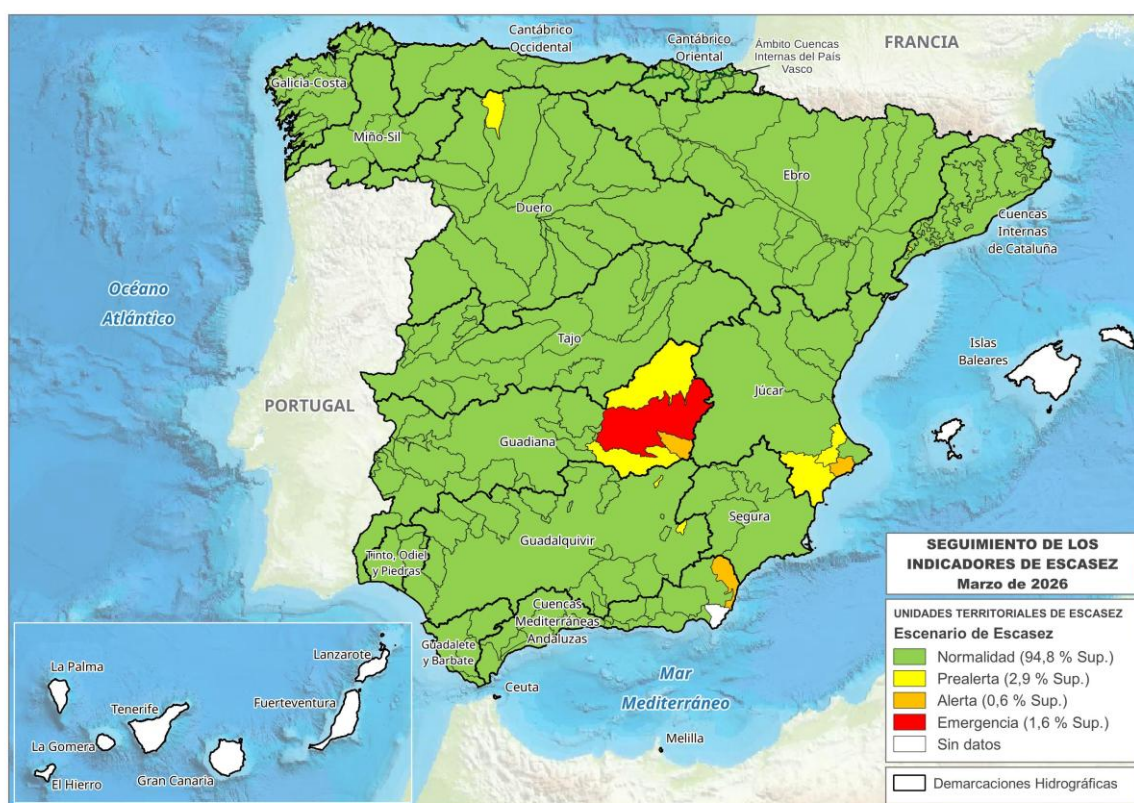 Cantábrico
Occidental
Cantábrico
Oriental
Ámbito Cuencas
Internas del País
Vasco
FRANCIA
Galicia-Costa
Miño-Sil
Ebro
Duero
Cuencas
Internas
de Cataluña
Océano
Atlántico
Tajo
Islas
Baleares
Júcar
PORTUGAL
Guadiana
Segura
Guadalquivir
Tinto, Odiel
y Piedras
Cuencas
Mediterráneas
Andaluzas
Guadalete
y Barbate
Ceuta
Mar
Mediterráneo
Melilla
La Palma
Lanzarote
Tenerife
Fuerteventura
La Gomera
El Hierro
Gran Canaria
SEGUIMIENTO DE LOS
INDICADORES DE ESCASEZ
Marzo de 2026
UNIDADES TERRITORIALES DE ESCASEZ
Escenario de Escasez
Normalidad (94,8 % Sup.)
Prealerta (2,9 % Sup.)
Alerta (0,6 % Sup.)
Emergencia (1,6 % Sup.)
Sin datos
Demarcaciones Hidrográficas